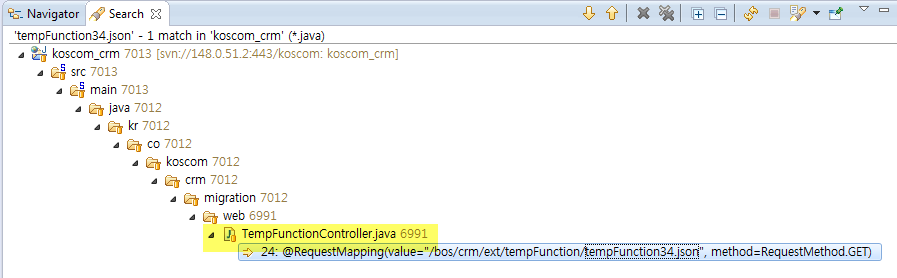 Navigator Search
'tempFunction34.json' - 1 match in 'koscom_crm' (*.java)
koscom_crm 7013 [svn://148.0.51.2:443/koscom: koscom_crm]
src 7013
main 7013
java 7012
kr 7012
co 7012
koscom 7012
crm 7012
migration 7012
web 6991
TempFunctionController.java 6991
24: @RequestMapping(value="/bos/crm/ext/tempFunction/tempFunction34.json", method=RequestMethod.GET)